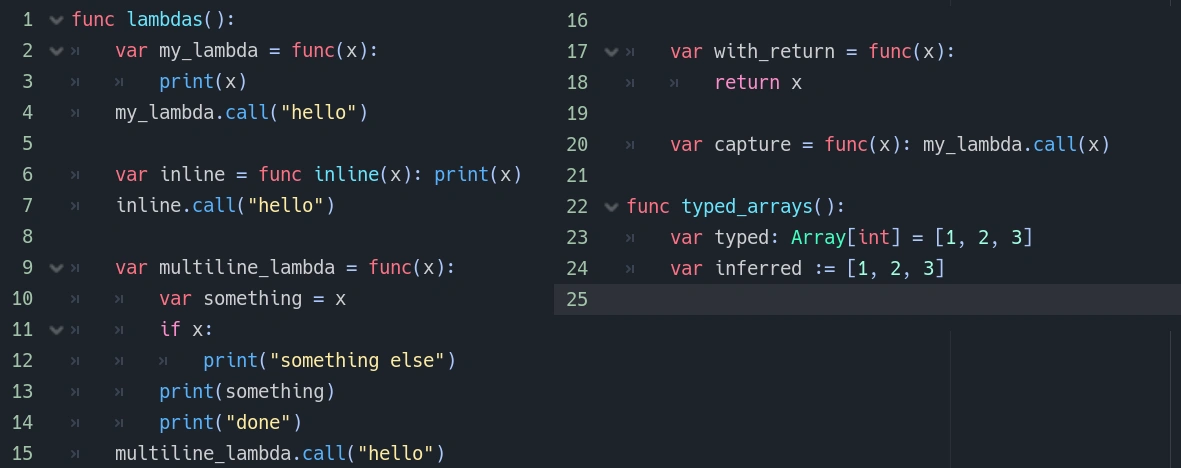 1 func lambdas():
2 var my_lambda = func(x):
3 print(x)
4 my_lambda.call("hello")
5
6 var inline = func inline(x): print(x)
7 inline.call("hello")
8
9 var multiline_lambda = func(x):
10 var something = x
11 if x:
12 print("something else")
13 print(something)
14 print("done")
15 multiline_lambda.call("hello")
16
17 var with_return = func(x):
18 return x
19
20 var capture = func(x): my_lambda.call(x)
21
22 func typed_arrays():
23 var typed: Array[int] = [1, 2, 3]
24 var inferred := [1, 2, 3]
25